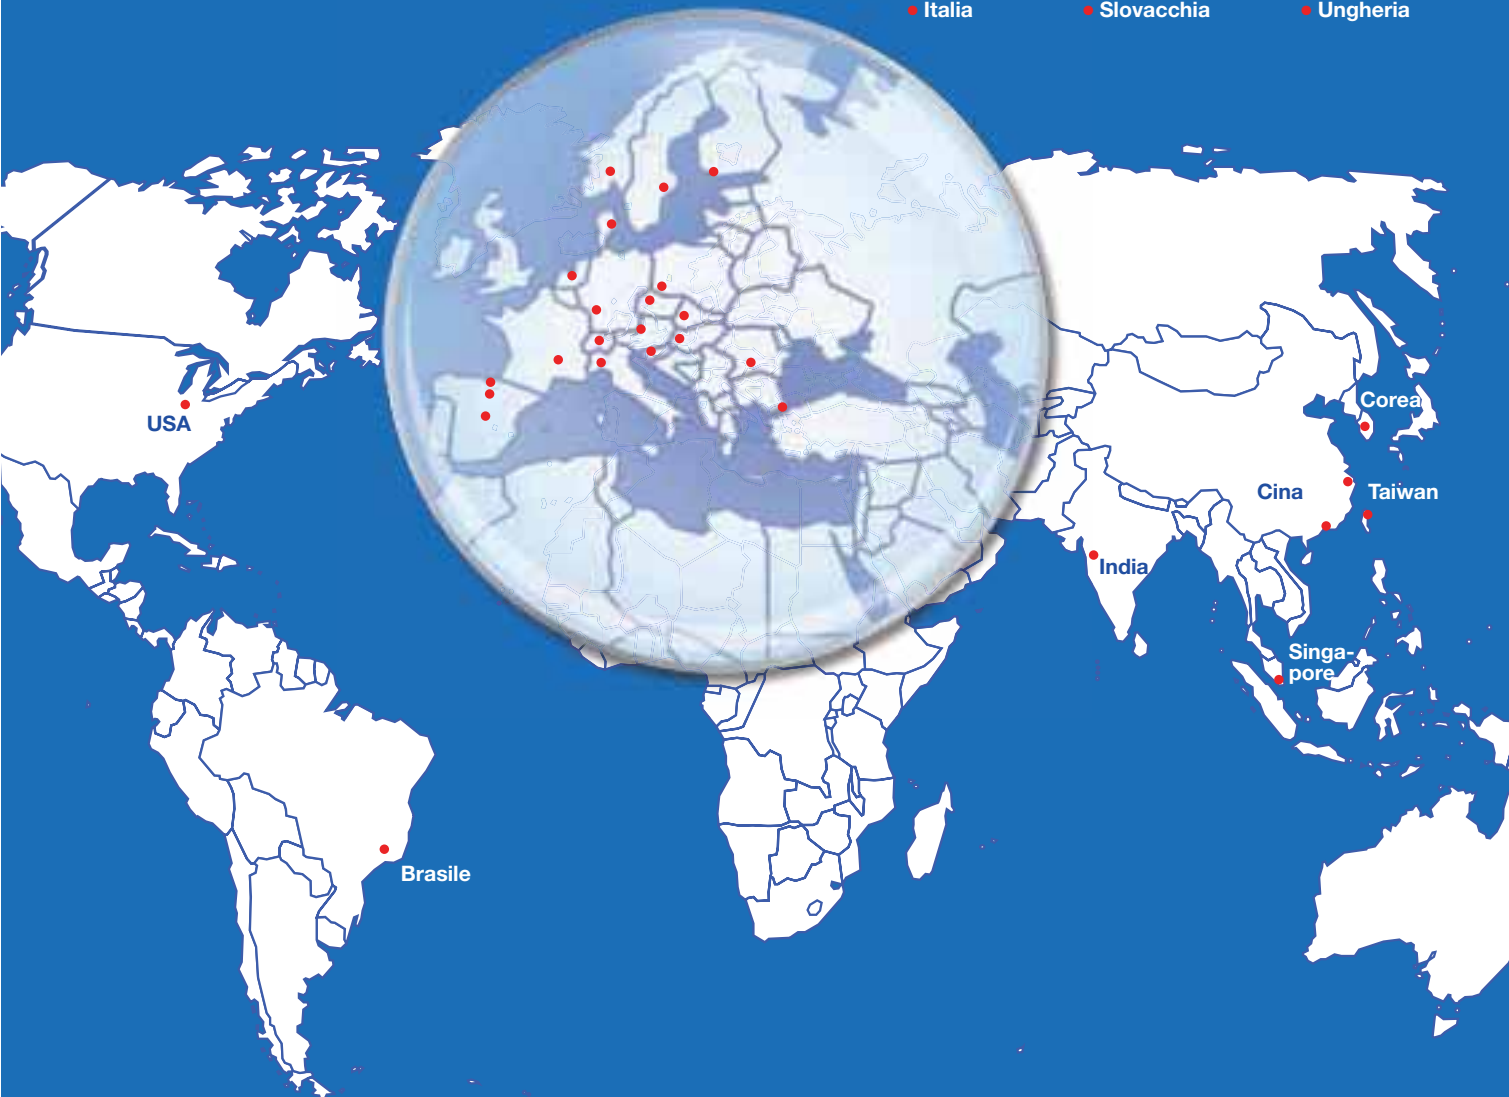 Italia
Slovacchia
Ungheria
USA
Corea
Cina
Taiwan
India
Singa-
pore
Brasile